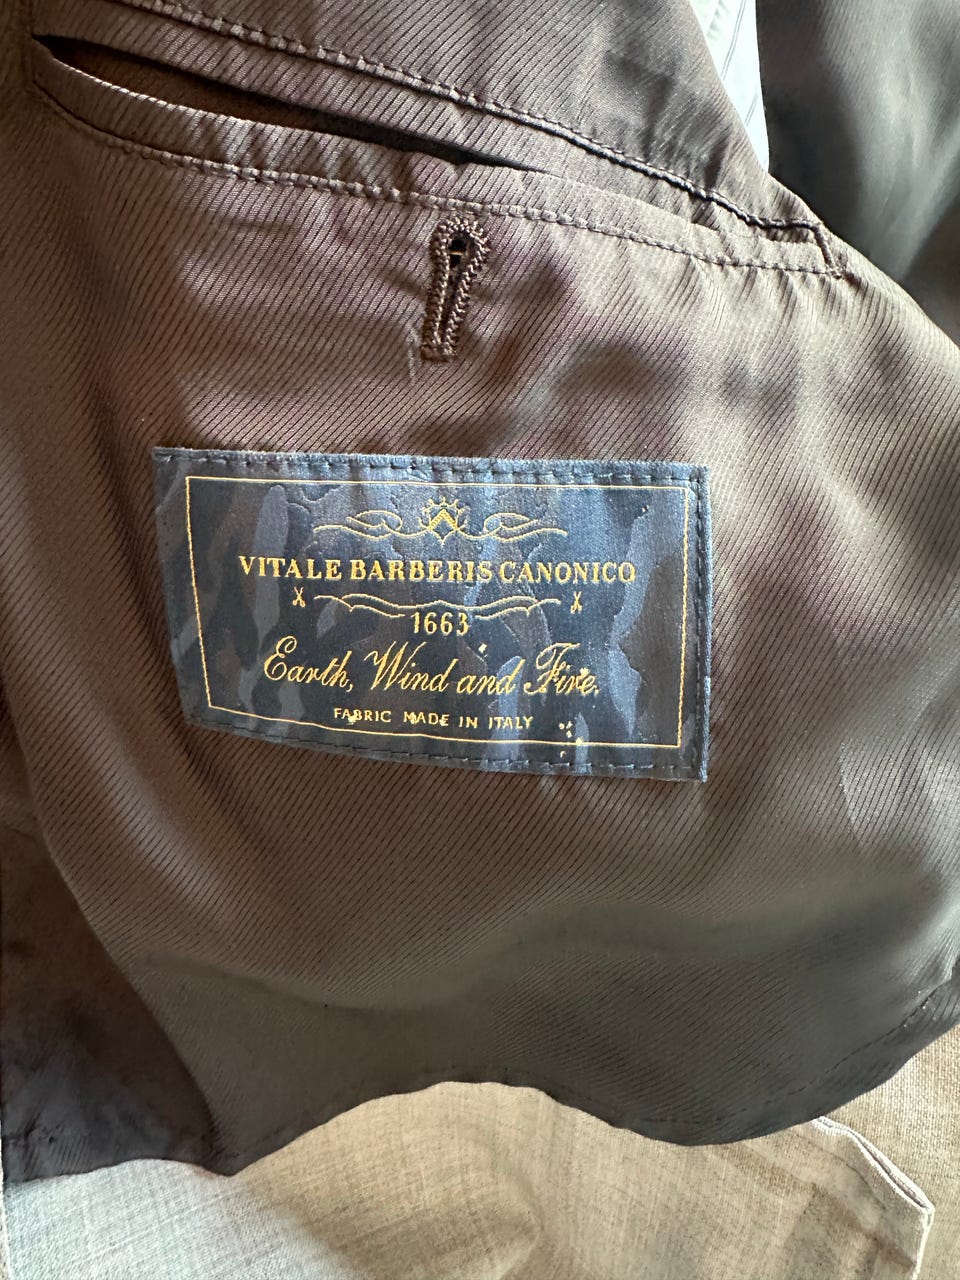 VITALE BARBERIS CANONICO
1663
Earth, Wind and Fire.
FABRIC MADE IN ITALY